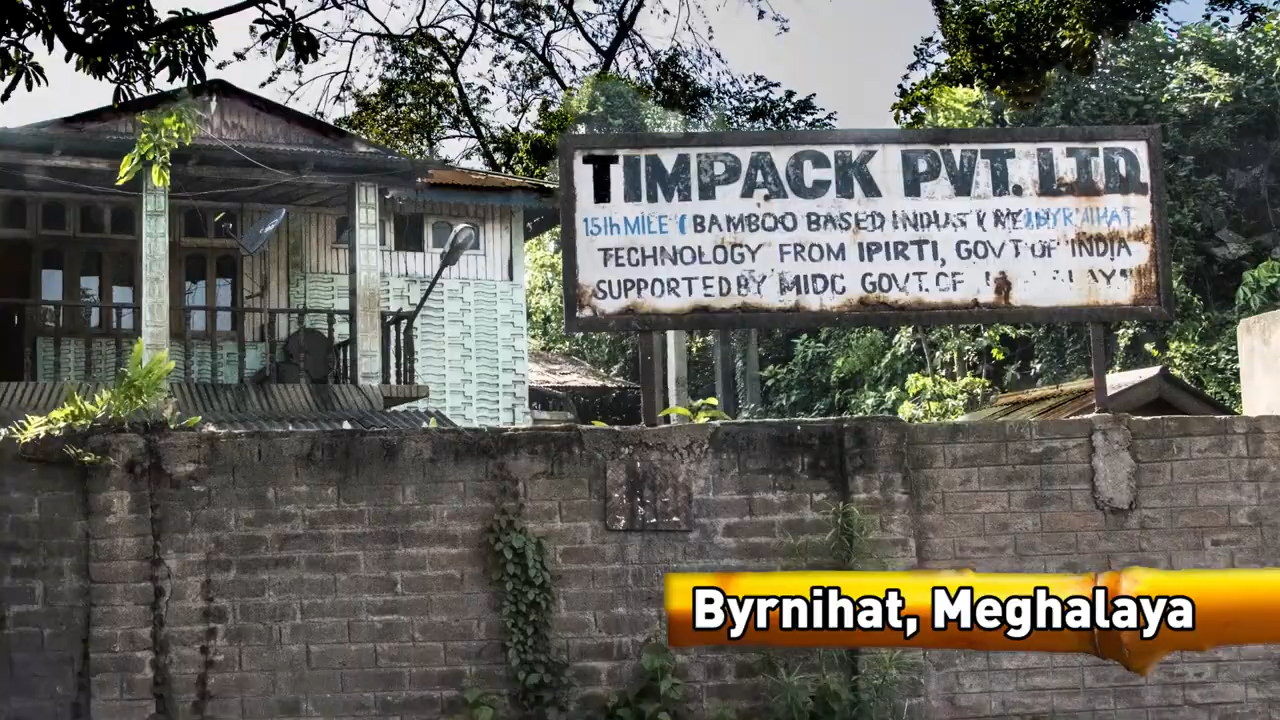 TIMPACK PVT. LTD.
15th MILE ( BAMBOO BASED
TECHNOLOGY FROM IPIRTI, GOVT OF INDIA
SUPPORTED BY MIDC GOVT. OF
Byrnihat, Meghalaya